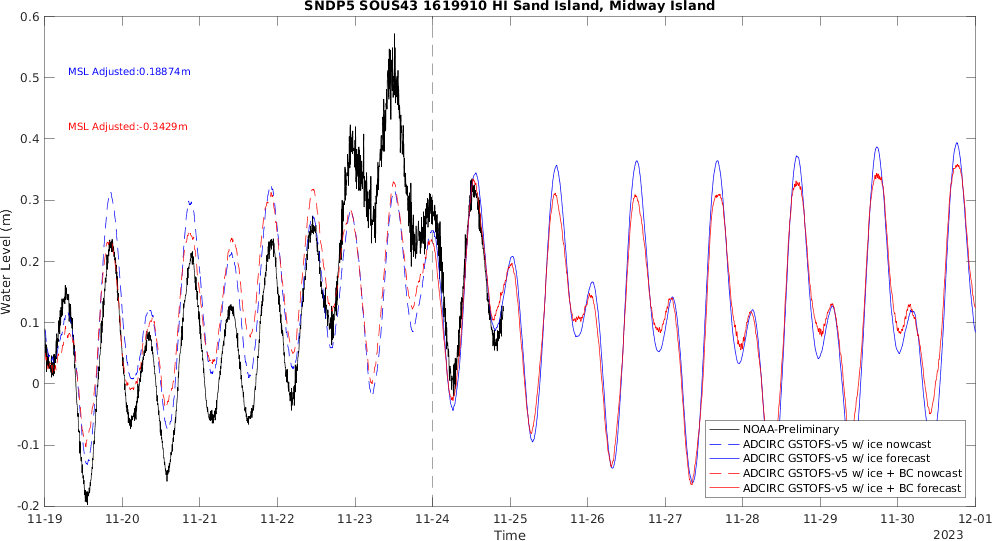 SNDP5 SOUS43 1619910 HI Sand Island, Midway Island
MSL Adjusted:0.18874m
MSL Adjusted:-0.3429m
Water Level (m)
0.6
0.5
0.4
0.3
0.2
0.1
0
-0.1
-0.2
NOAA-Preliminary
ADCIRC GSTOFS-v5 w/ ice nowcast
ADCIRC GSTOFS-v5 w/ ice forecast
ADCIRC GSTOFS-v5 w/ ice + BC nowcast
ADCIRC GSTOFS-v5 w/ ice + BC forecast
11-19 11-20 11-21 11-22 11-23 11-24 11-25 11-26 11-27 11-28 11-29 11-30 12-01
Time
2023